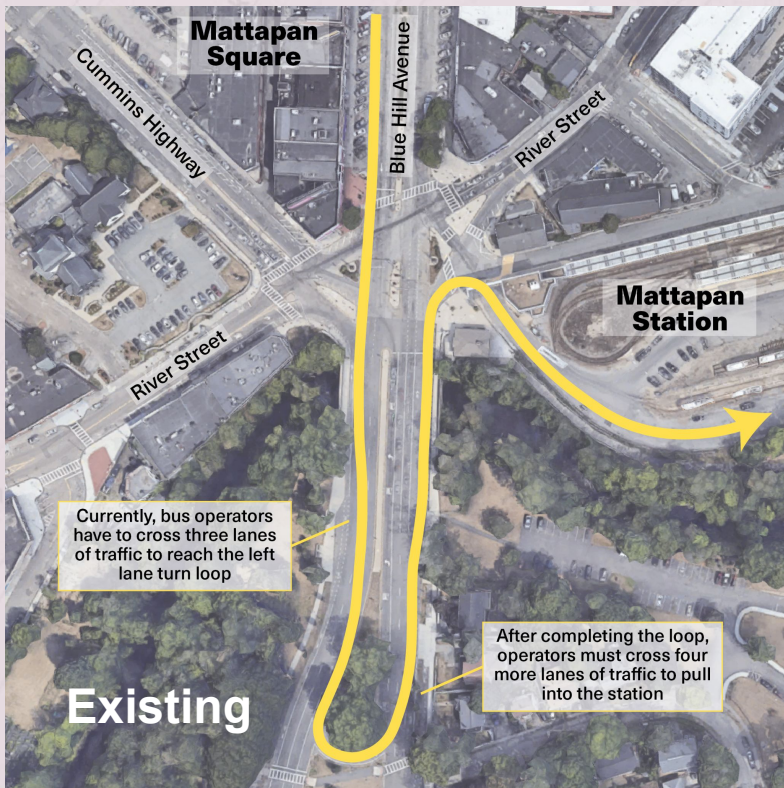 Mattapan
Square
Cummins Highway
Blue Hill Avenue
River Street
Mattapan
Station
River Street
Currently, bus operators
have to cross three lanes
of traffic to reach the left
lane turn loop
After completing the loop,
operators must cross four
more lanes of traffic to pull
into the station
Existing